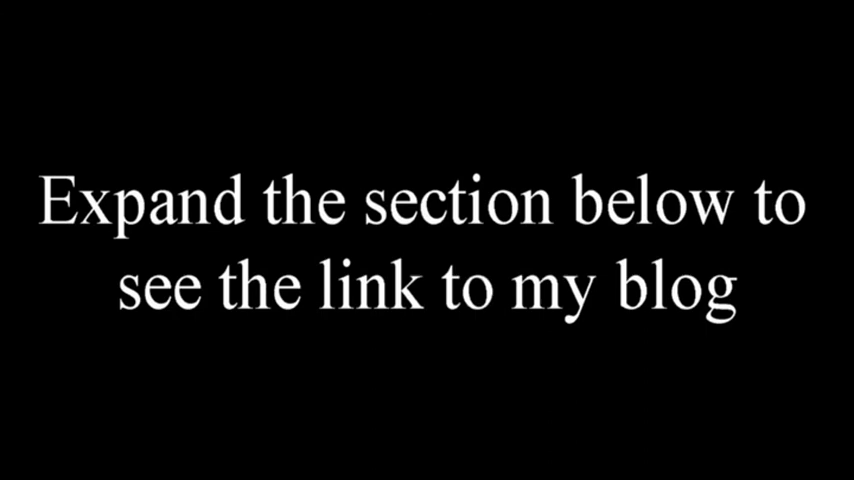 Expand the section below to
see the link to my blog